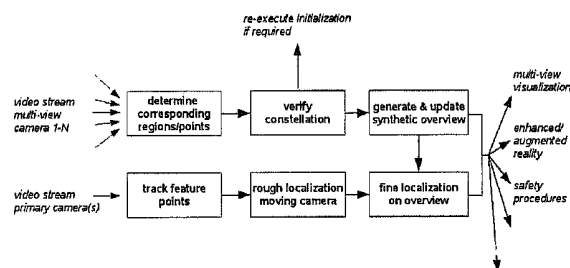 re-execute initialization
if required
video stream
multi-view
camera 1-N
determine
corresponding
regions/points
verify
constellation
generate & update
synthetic overview
multi-view
visualization
enhanced/
augmented
reality
safety
procedures
video stream
primary camera(s)
track feature
points
rough localization
moving camera
fine localization
on overview